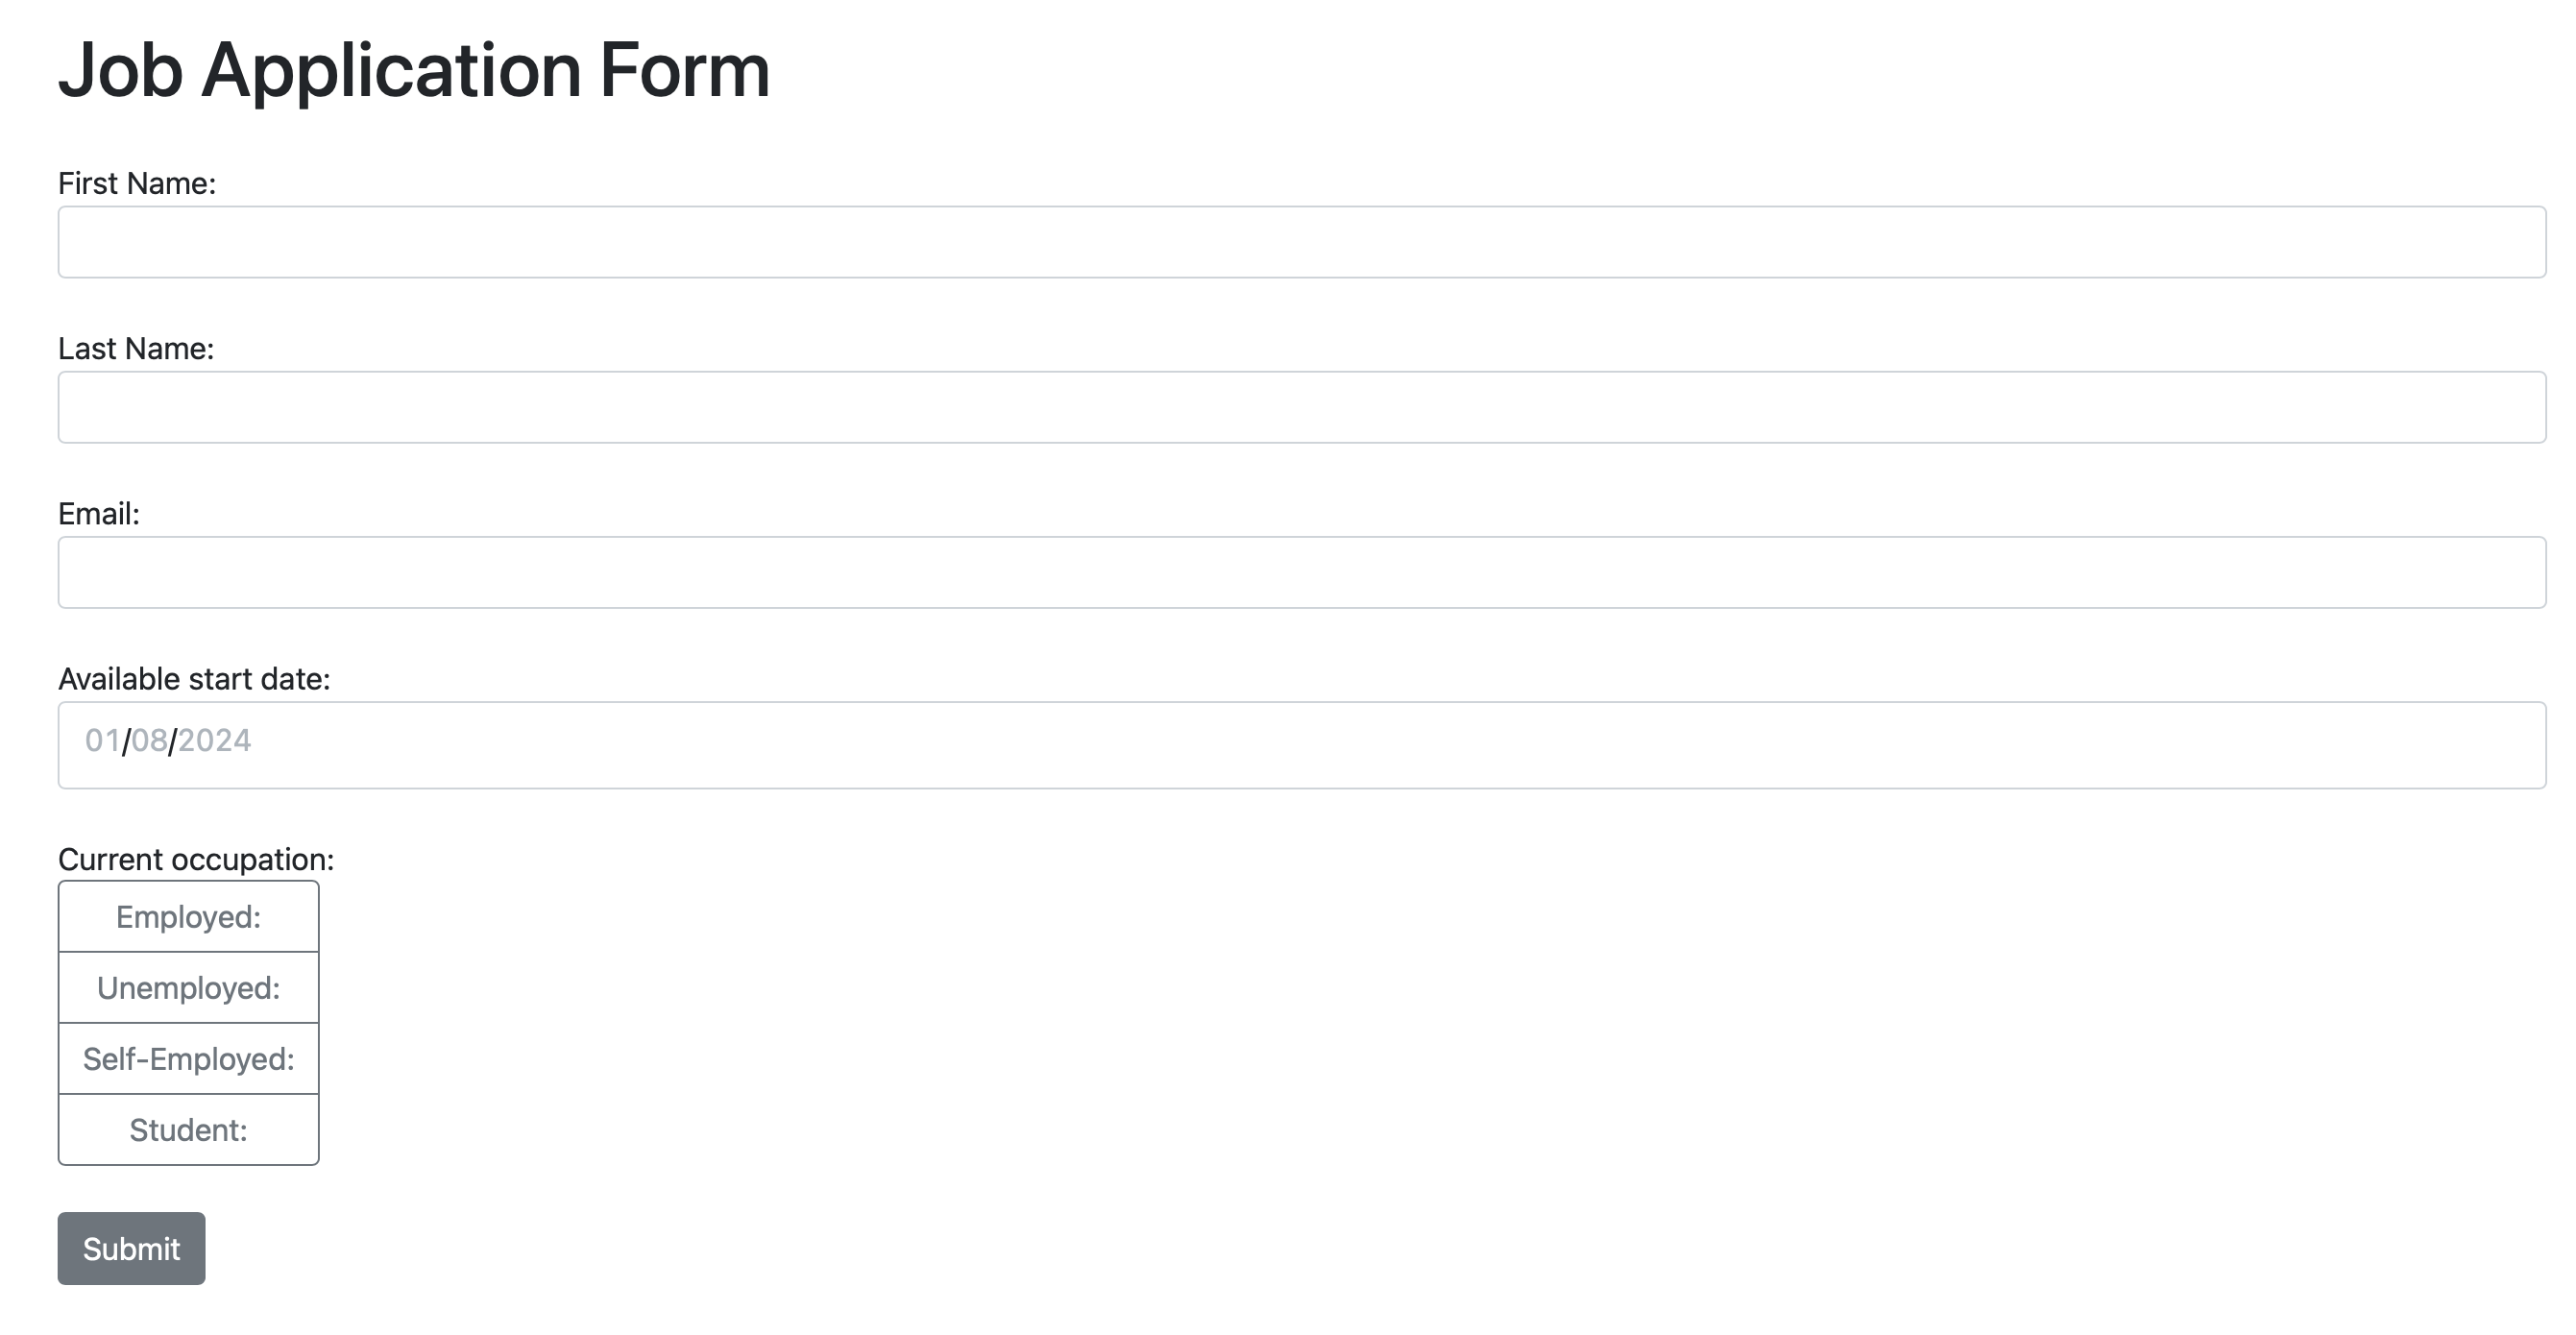 Job Application Form
First Name:
Last Name:
Email:
Available start date:
01/08/2024
Current occupation:
Employed:
Unemployed:
Self-Employed:
Student:
Submit